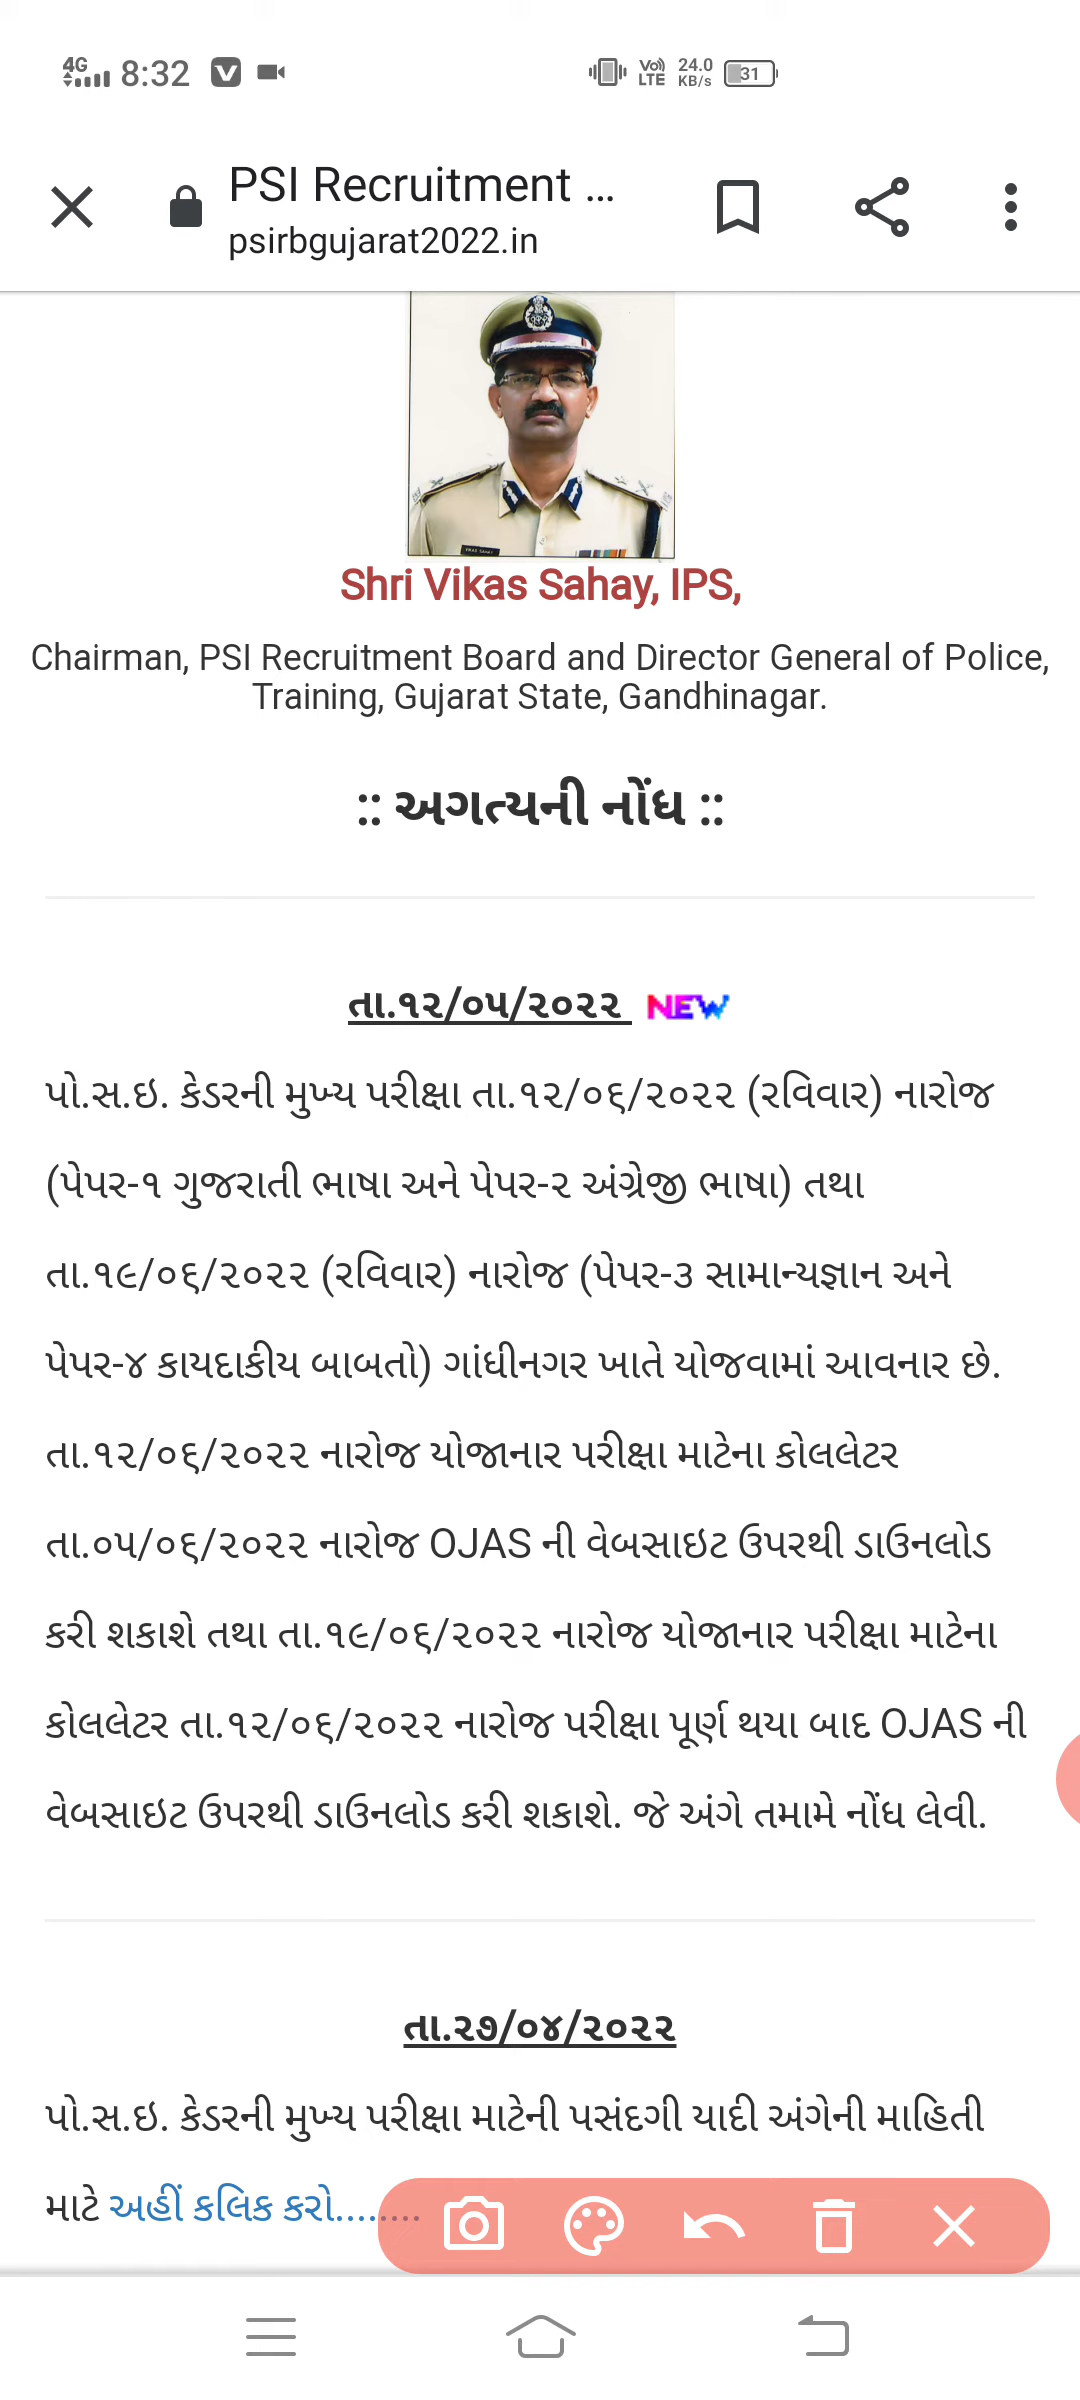 4G 8:32 Vo) LTE 24.0 KB/s 31
PSI Recruitment ...
psirbgujarat2022.in
VIKAS SAHAY
Shri Vikas Sahay, IPS,
Chairman, PSI Recruitment Board and Director General of Police,
Training, Gujarat State, Gandhinagar.
:: અગત્યની નોંધ ::
તા.૧૨/૦૫/૨૦૨૨ NEW
પો.સ.ઇ. કેડરની મુખ્ય પરીક્ષા તા.૧૨/૦૬/૨૦૨૨ (રવિવાર) નારોજ
(પેપર-૧ ગુજરાતી ભાષા અને પેપર-૨ અંગ્રેજી ભાષા) તથા
તા.૧૯/૦૬/૨૦૨૨ (રવિવાર) નારોજ (પેપર-૩ સામાન્યજ્ઞાન અને
પેપર-૪ કાયદાકીય બાબતો) ગાંધીનગર ખાતે યોજવામાં આવનાર છે.
તા.૧૨/૦૬/૨૦૨૨ નારોજ યોજાનાર પરીક્ષા માટેના કોલલેટર
તા.૦૫/૦૬/૨૦૨૨ નારોજ OJAS ની વેબસાઇટ ઉપરથી ડાઉનલોડ
કરી શકાશે તથા તા.૧૯/૦૬/૨૦૨૨ નારોજ યોજાનાર પરીક્ષા માટેના
કોલલેટર તા.૧૨/૦૬/૨૦૨૨ નારોજ પરીક્ષા પૂર્ણ થયા બાદ OJAS ની
વેબસાઇટ ઉપરથી ડાઉનલોડ કરી શકાશે. જે અંગે તમામે નોંધ લેવી.
તા.૨૭/૦૪/૨૦૨૨
પો.સ.ઇ. કેડરની મુખ્ય પરીક્ષા માટેની પસંદગી યાદી અંગેની માહિતી
માટે અહીં કલિક કરો........